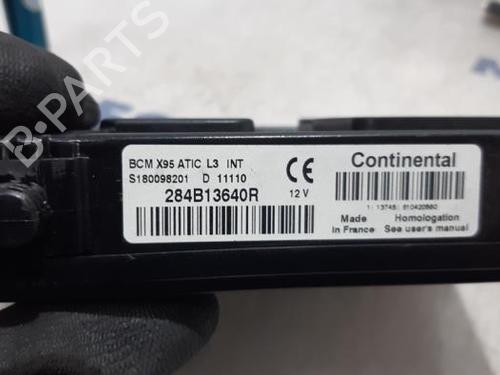 B-PARTS
BCM X95 ATIC L3 INT
S180098201 D 11110
284B13640R 12 V
CE
Continental
Made in France
Homologation
See user's manual